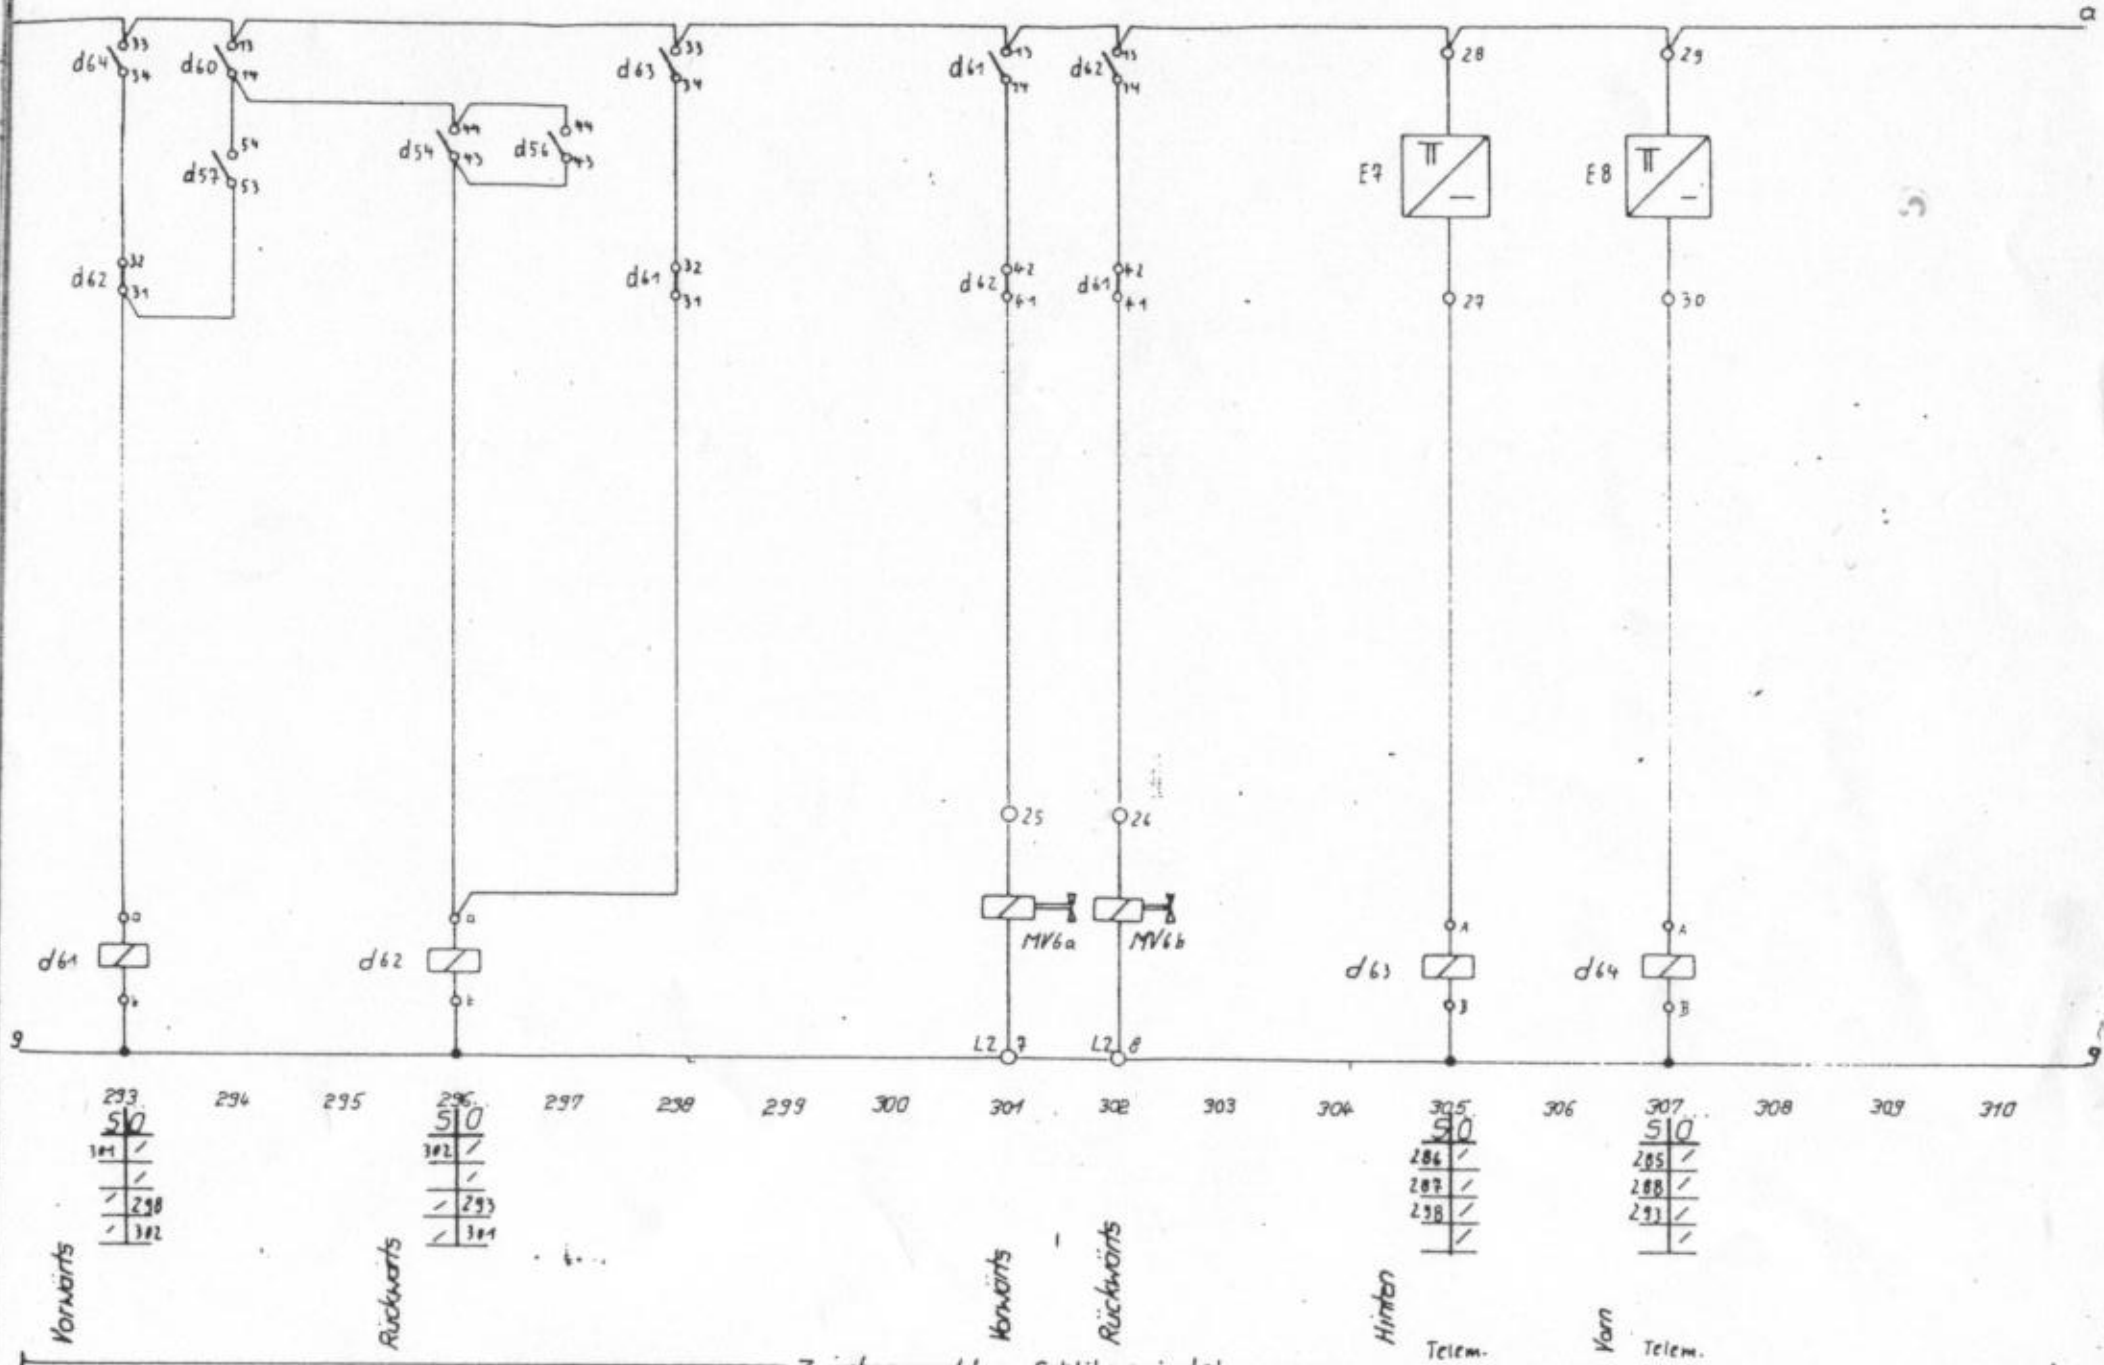 a
33
d64
34
13
d60
14
33
d63
34
13
d61
14
13
d62
14
28
29
54
d57
53
44
d54
43
44
d56
43
E7
E8
32
d62
31
32
d61
31
42
d62
41
42
d61
41
27
30
25
26
MV6a
MV6b
a
d61
b
a
d62
b
A
d63
B
A
d64
B
9
L2 7
L2 8
9
293 294 295 296 297 298 299 300 301 302 303 304 305 306 307 308 309 310
S O
301 /
/
/ 298
/ 302
S O
302 /
/
/ 293
/ 301
S O
286 /
287 /
298 /
/
S O
285 /
288 /
293 /
/
Vorwärts
Rückwärts
Vorwärts
Rückwärts
Hinten
Telem.
Vorn
Telem.